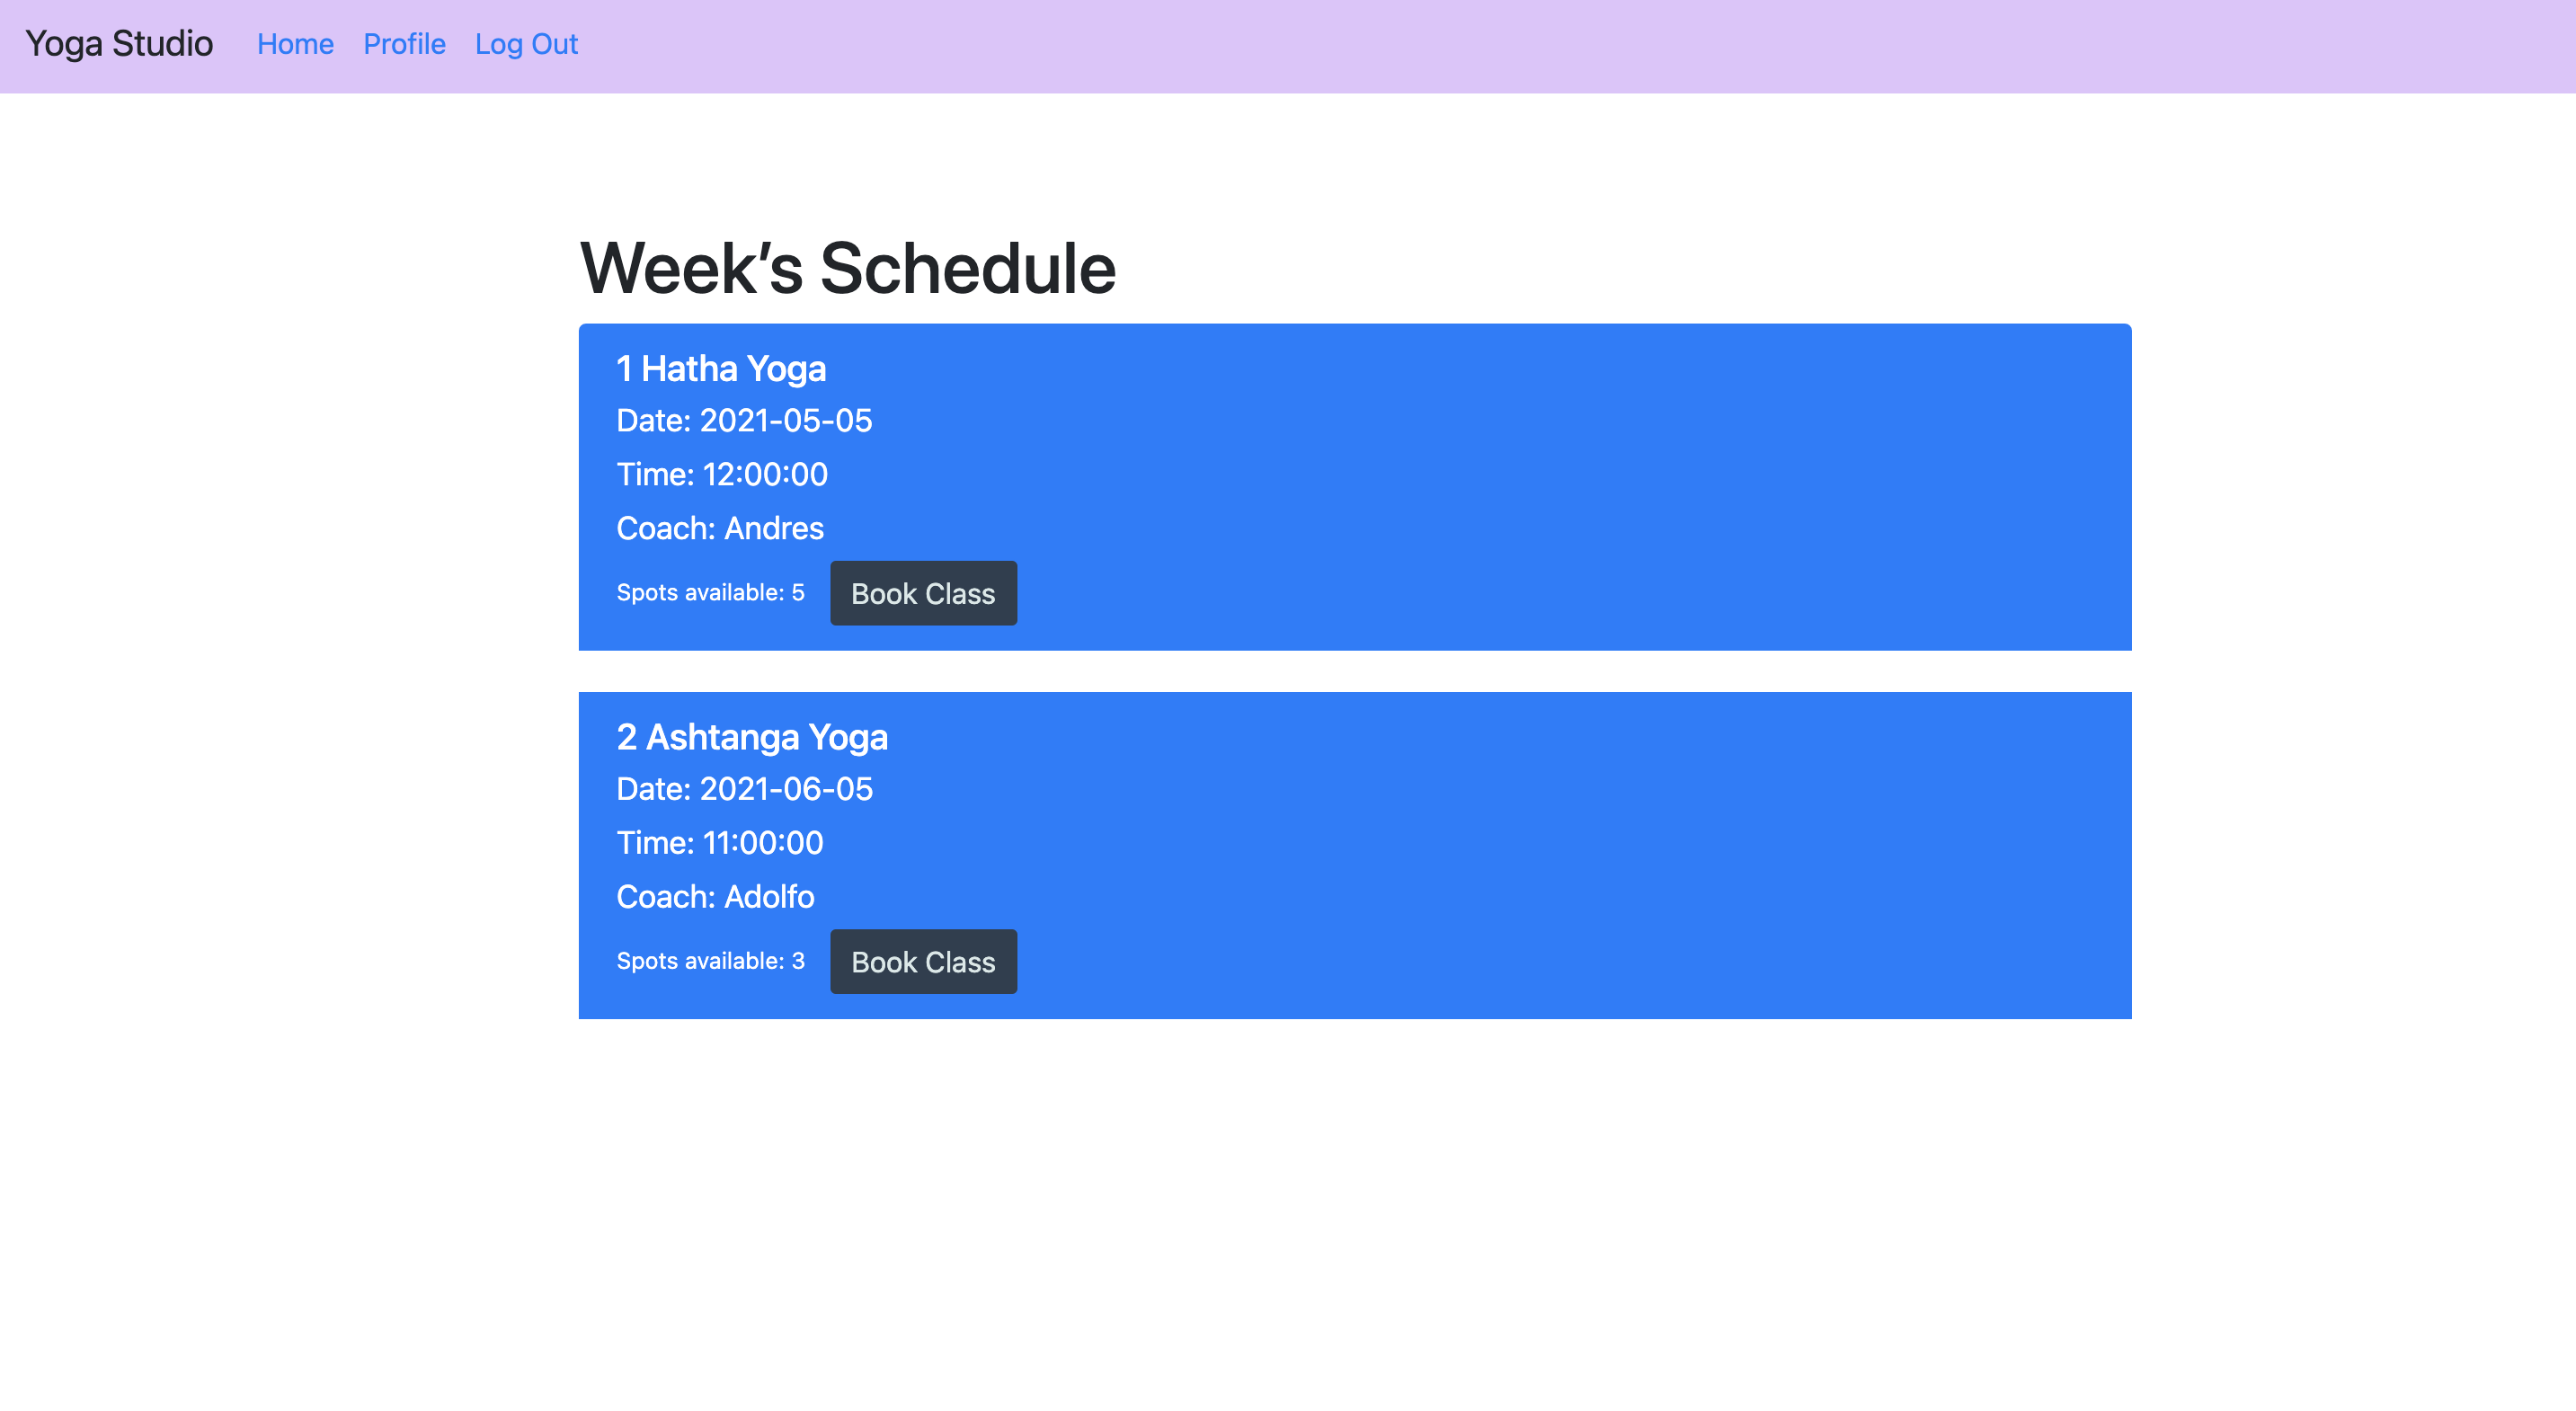 Yoga Studio Home Profile Log Out
Week’s Schedule
1 Hatha Yoga
Date: 2021-05-05
Time: 12:00:00
Coach: Andres
Spots available: 5 Book Class
2 Ashtanga Yoga
Date: 2021-06-05
Time: 11:00:00
Coach: Adolfo
Spots available: 3 Book Class